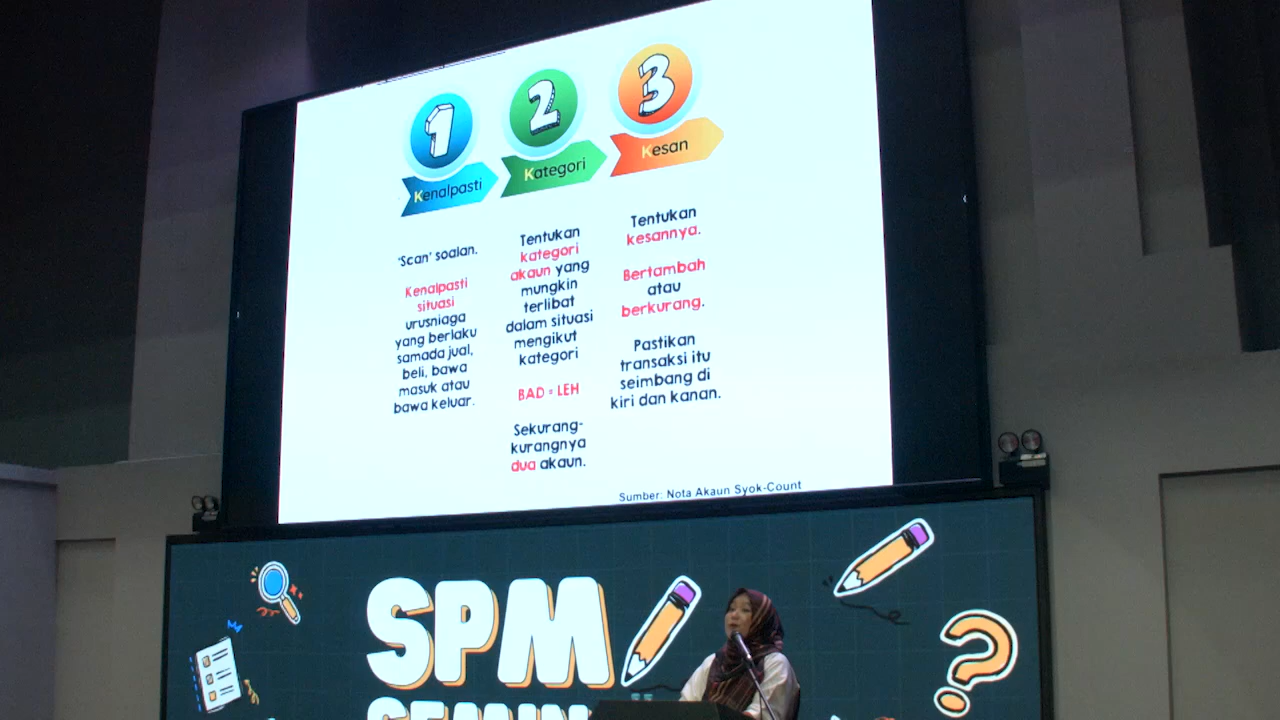 1
Kenalpasti
'Scan' soalan.
Kenalpasti
situasi
urusniaga
yang berlaku
samada jual,
beli, bawa
masuk atau
bawa keluar.
2
Kategori
Tentukan
kategori
akaun yang
mungkin
terlibat
dalam situasi
mengikut
kategori
BAD = LEH
Sekurang-
kurangnya
dua akaun.
3
Kesan
Tentukan
kesannya.
Bertambah
atau
berkurang.
Pastikan
transaksi itu
seimbang di
kiri dan kanan.
Sumber: Nota Akaun Syok-Count
SPM
?